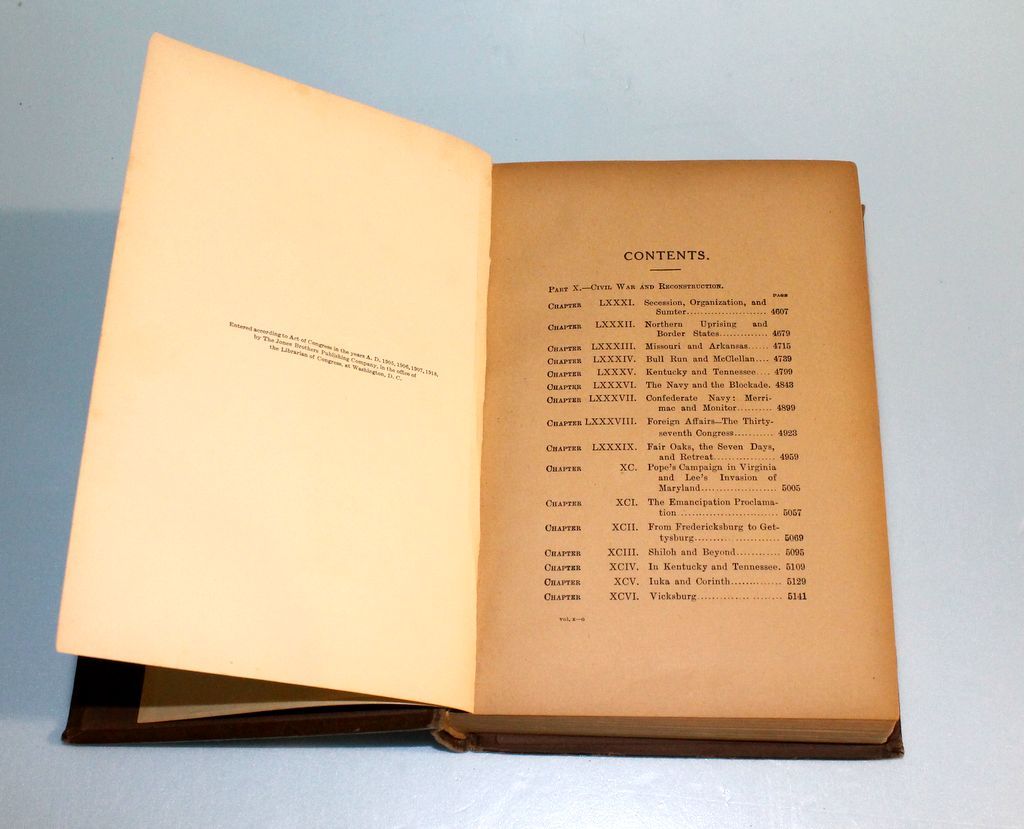 Entered according to Act of Congress in the years A. D. 1905, 1906, 1907, 1918,
by The Jones Brothers Publishing Company, in the office of
the Librarian of Congress, at Washington, D. C.
CONTENTS.
Part X.—Civil War and Reconstruction.
PAGE
Chapter LXXXI. Secession, Organization, and
Sumter........................ 4607
Chapter LXXXII. Northern Uprising and
Border States.............. 4679
Chapter LXXXIII. Missouri and Arkansas...... 4715
Chapter LXXXIV. Bull Run and McClellan.... 4739
Chapter LXXXV. Kentucky and Tennessee.... 4799
Chapter LXXXVI. The Navy and the Blockade. 4843
Chapter LXXXVII. Confederate Navy: Merri-
mac and Monitor.......... 4899
Chapter LXXXVIII. Foreign Affairs—The Thirty-
seventh Congress........... 4923
Chapter LXXXIX. Fair Oaks, the Seven Days,
and Retreat................. 4959
Chapter XC. Pope's Campaign in Virginia
and Lee's Invasion of
Maryland..................... 5005
Chapter XCI. The Emancipation Proclama-
tion .......................... 5057
Chapter XCII. From Fredericksburg to Get-
tysburg....................... 5069
Chapter XCIII. Shiloh and Beyond............ 5095
Chapter XCIV. In Kentucky and Tennessee. 5109
Chapter XCV. Iuka and Corinth............. 5129
Chapter XCVI. Vicksburg....................... 5141